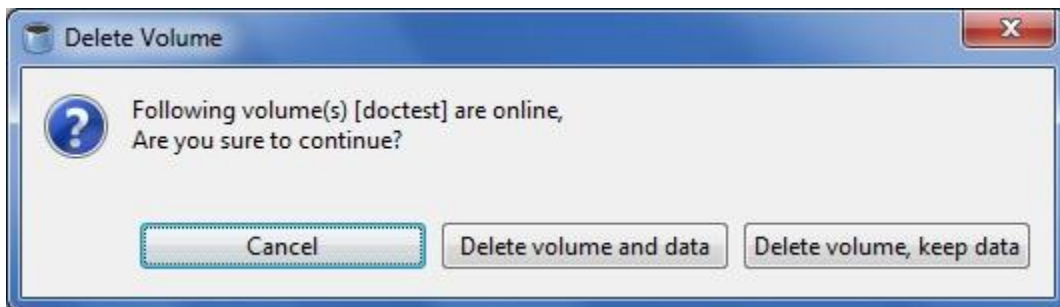 Delete Volume
Following volume(s) [doctest] are online,
Are you sure to continue?
Cancel
Delete volume and data
Delete volume, keep data